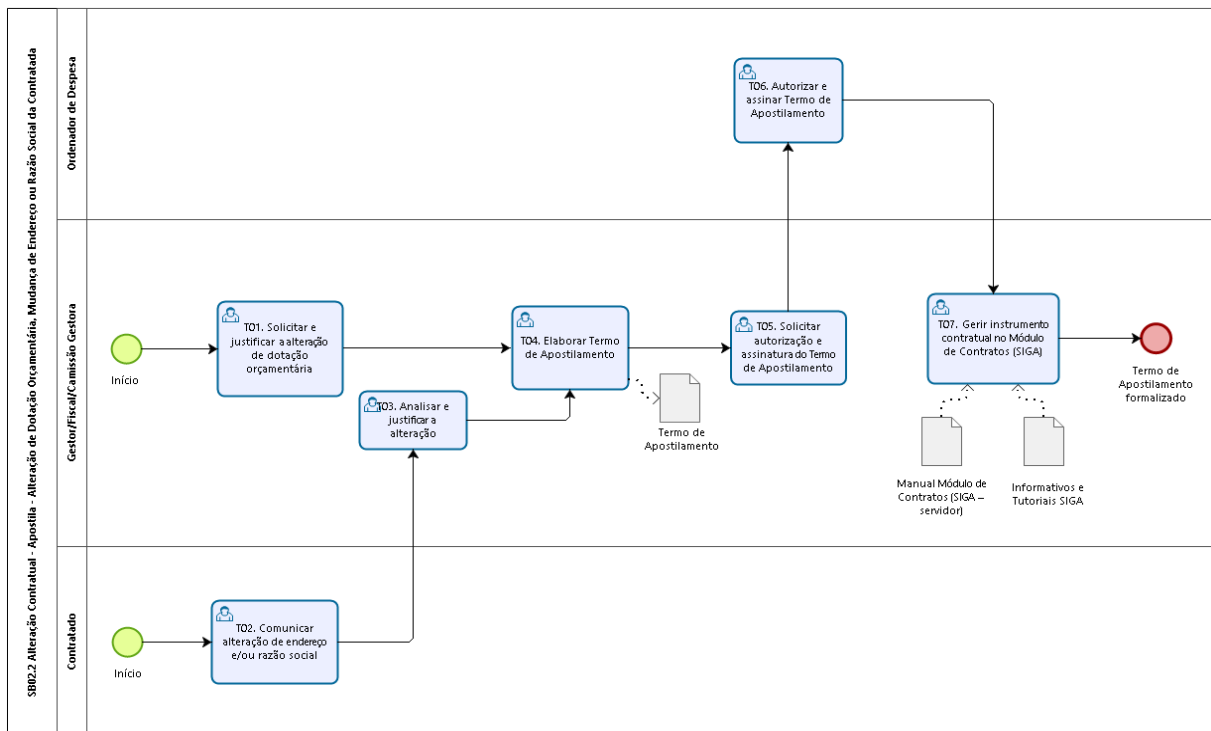 SB02.2 Alteração Contratual - Apostila - Alteração de Dotação Orçamentária, Mudança de Endereço ou Razão Social da Contratada
Ordenador de Despesa
T06. Autorizar e
assinar Termo de
Apostilamento
Gestor/Fiscal/Camissão Gestora
Início
T01. Solicitar e
justificar a alteração
de dotação
orçamentária
T03. Analisar e
justificar a
alteração
T04. Elaborar Termo
de Apostilamento
Termo de
Apostilamento
T05. Solicitar
autorização e
assinatura do Termo
de Apostilamento
T07. Gerir instrumento
contratual no Módulo
de Contratos (SIGA)
Manual Módulo de
Contratos (SIGA –
servidor)
Informativos e
Tutoriais SIGA
Termo de
Apostilamento
formalizado
Contratado
Início
T02. Comunicar
alteração de endereço
e/ou razão social